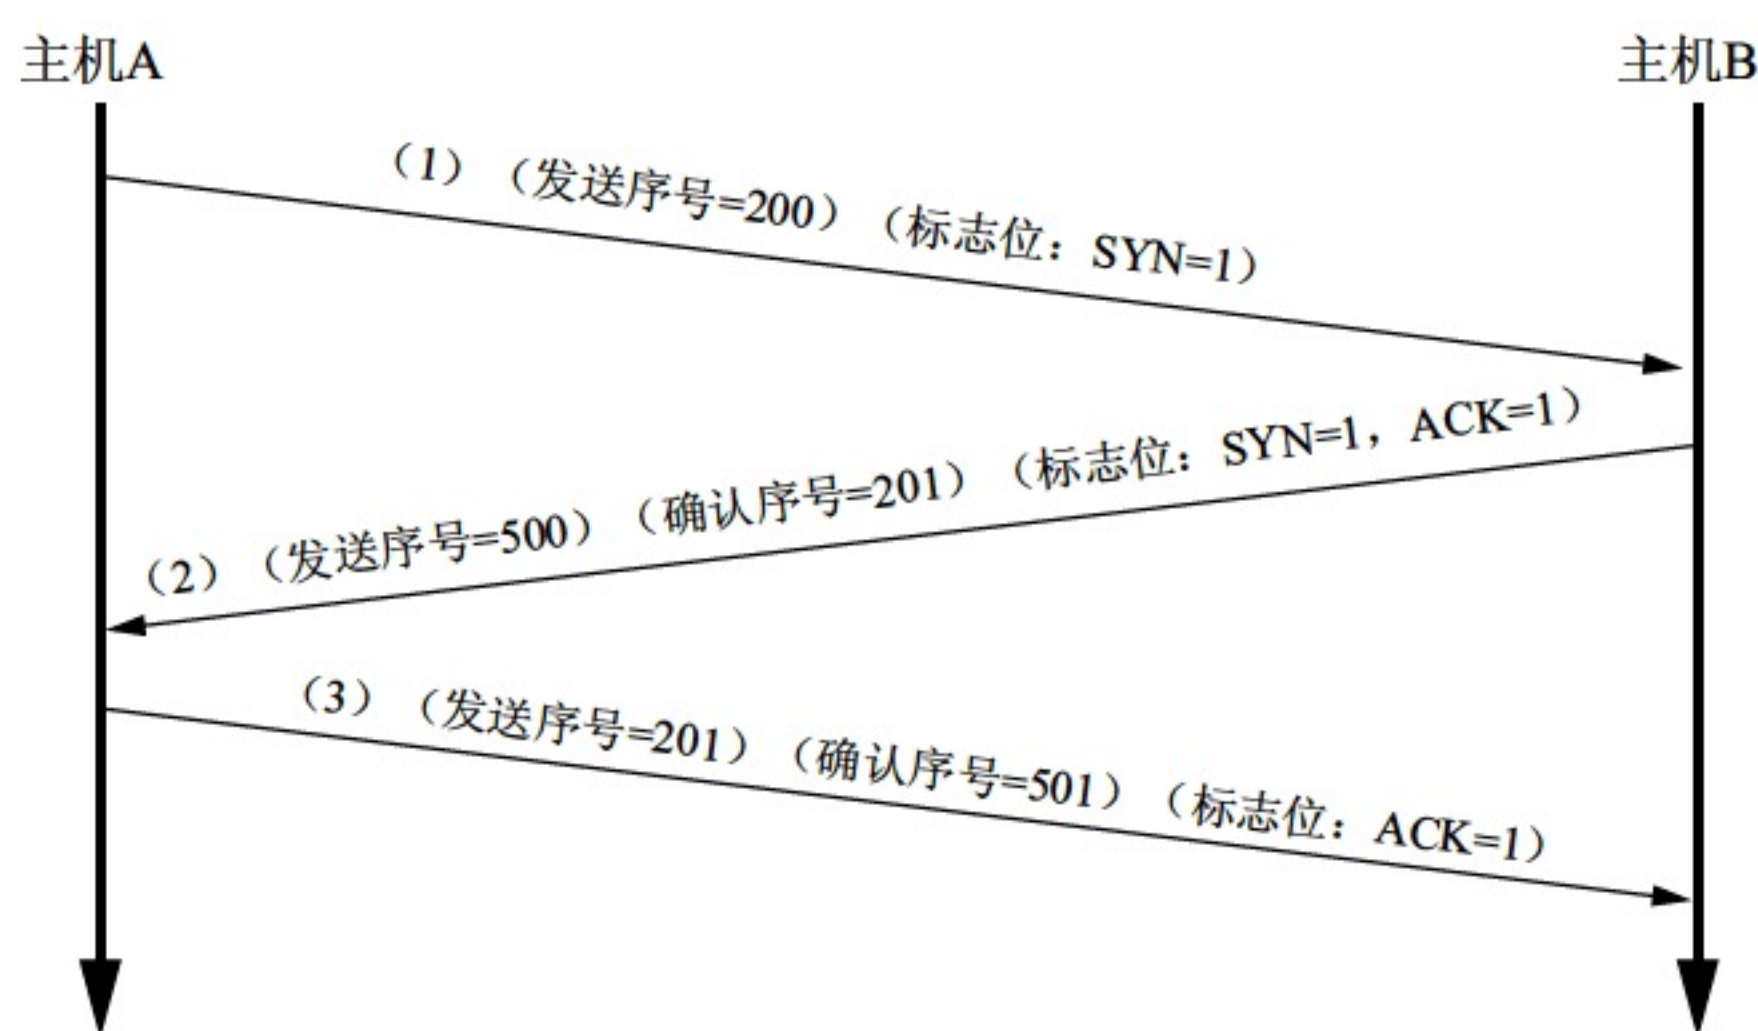 主机A
主机B
(1)(发送序号=200)(标志位：SYN=1)
(2)(发送序号=500)(确认序号=201)(标志位：SYN=1，ACK=1)
(3)(发送序号=201)(确认序号=501)(标志位：ACK=1)